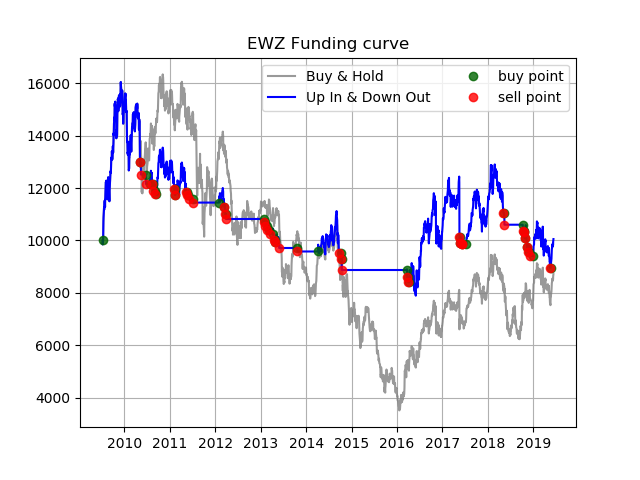 EWZ Funding curve
16000
14000
12000
10000
8000
6000
4000
Buy & Hold
Up In & Down Out
buy point
sell point
2010 2011 2012 2013 2014 2015 2016 2017 2018 2019